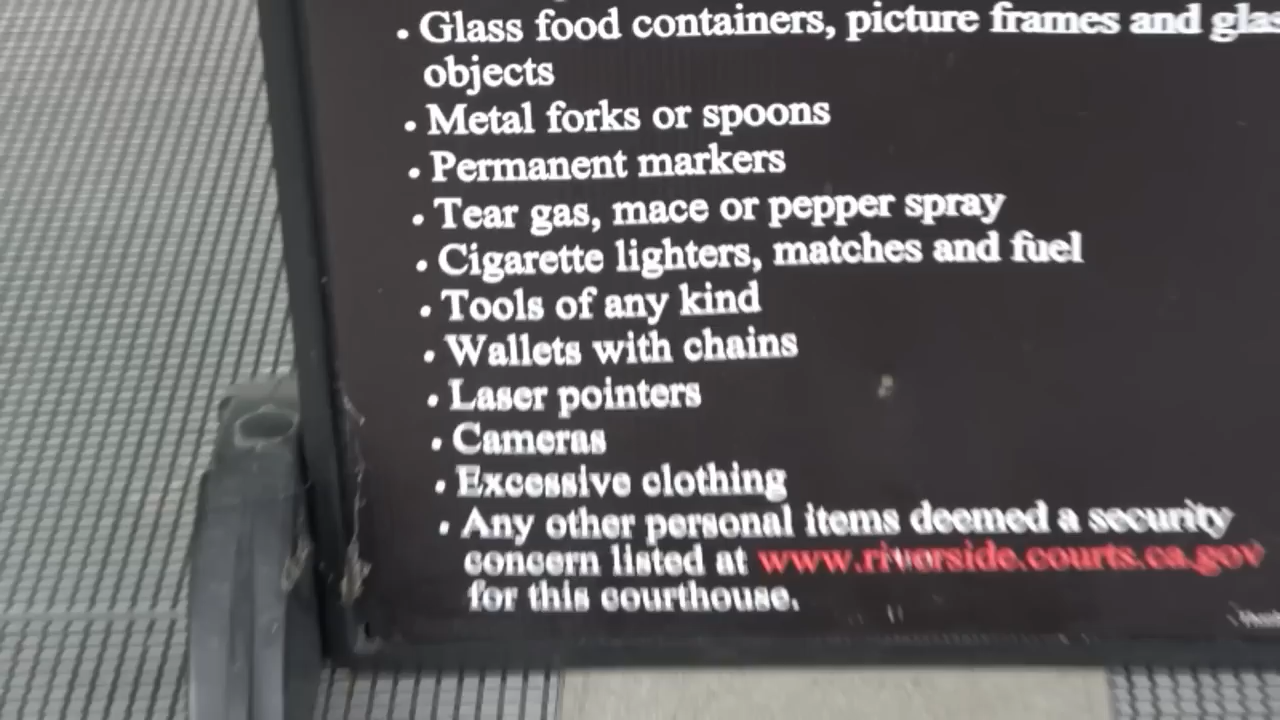 • Glass food containers, picture frames and
objects
• Metal forks or spoons
• Permanent markers
• Tear gas, mace or pepper spray
• Cigarette lighters, matches and fuel
• Tools of any kind
• Wallets with chains
• Laser pointers
• Cameras
• Excessive clothing
• Any other personal items deemed a security
concern listed at www.riverside.courts.ca.gov
for this courthouse.